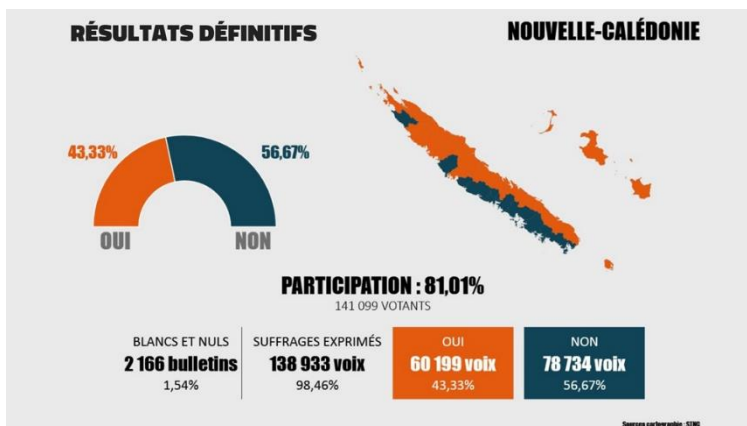 RÉSULTATS DÉFINITIFS
NOUVELLE-CALÉDONIE
43,33%
56,67%
OUI
NON
PARTICIPATION : 81,01%
141 099 VOTANTS
BLANCS ET NULS
2 166 bulletins
1,54%
SUFFRAGES EXPRIMÉS
138 933 voix
98,46%
OUI
60 199 voix
43,33%
NON
78 734 voix
56,67%
Sources cartographie :